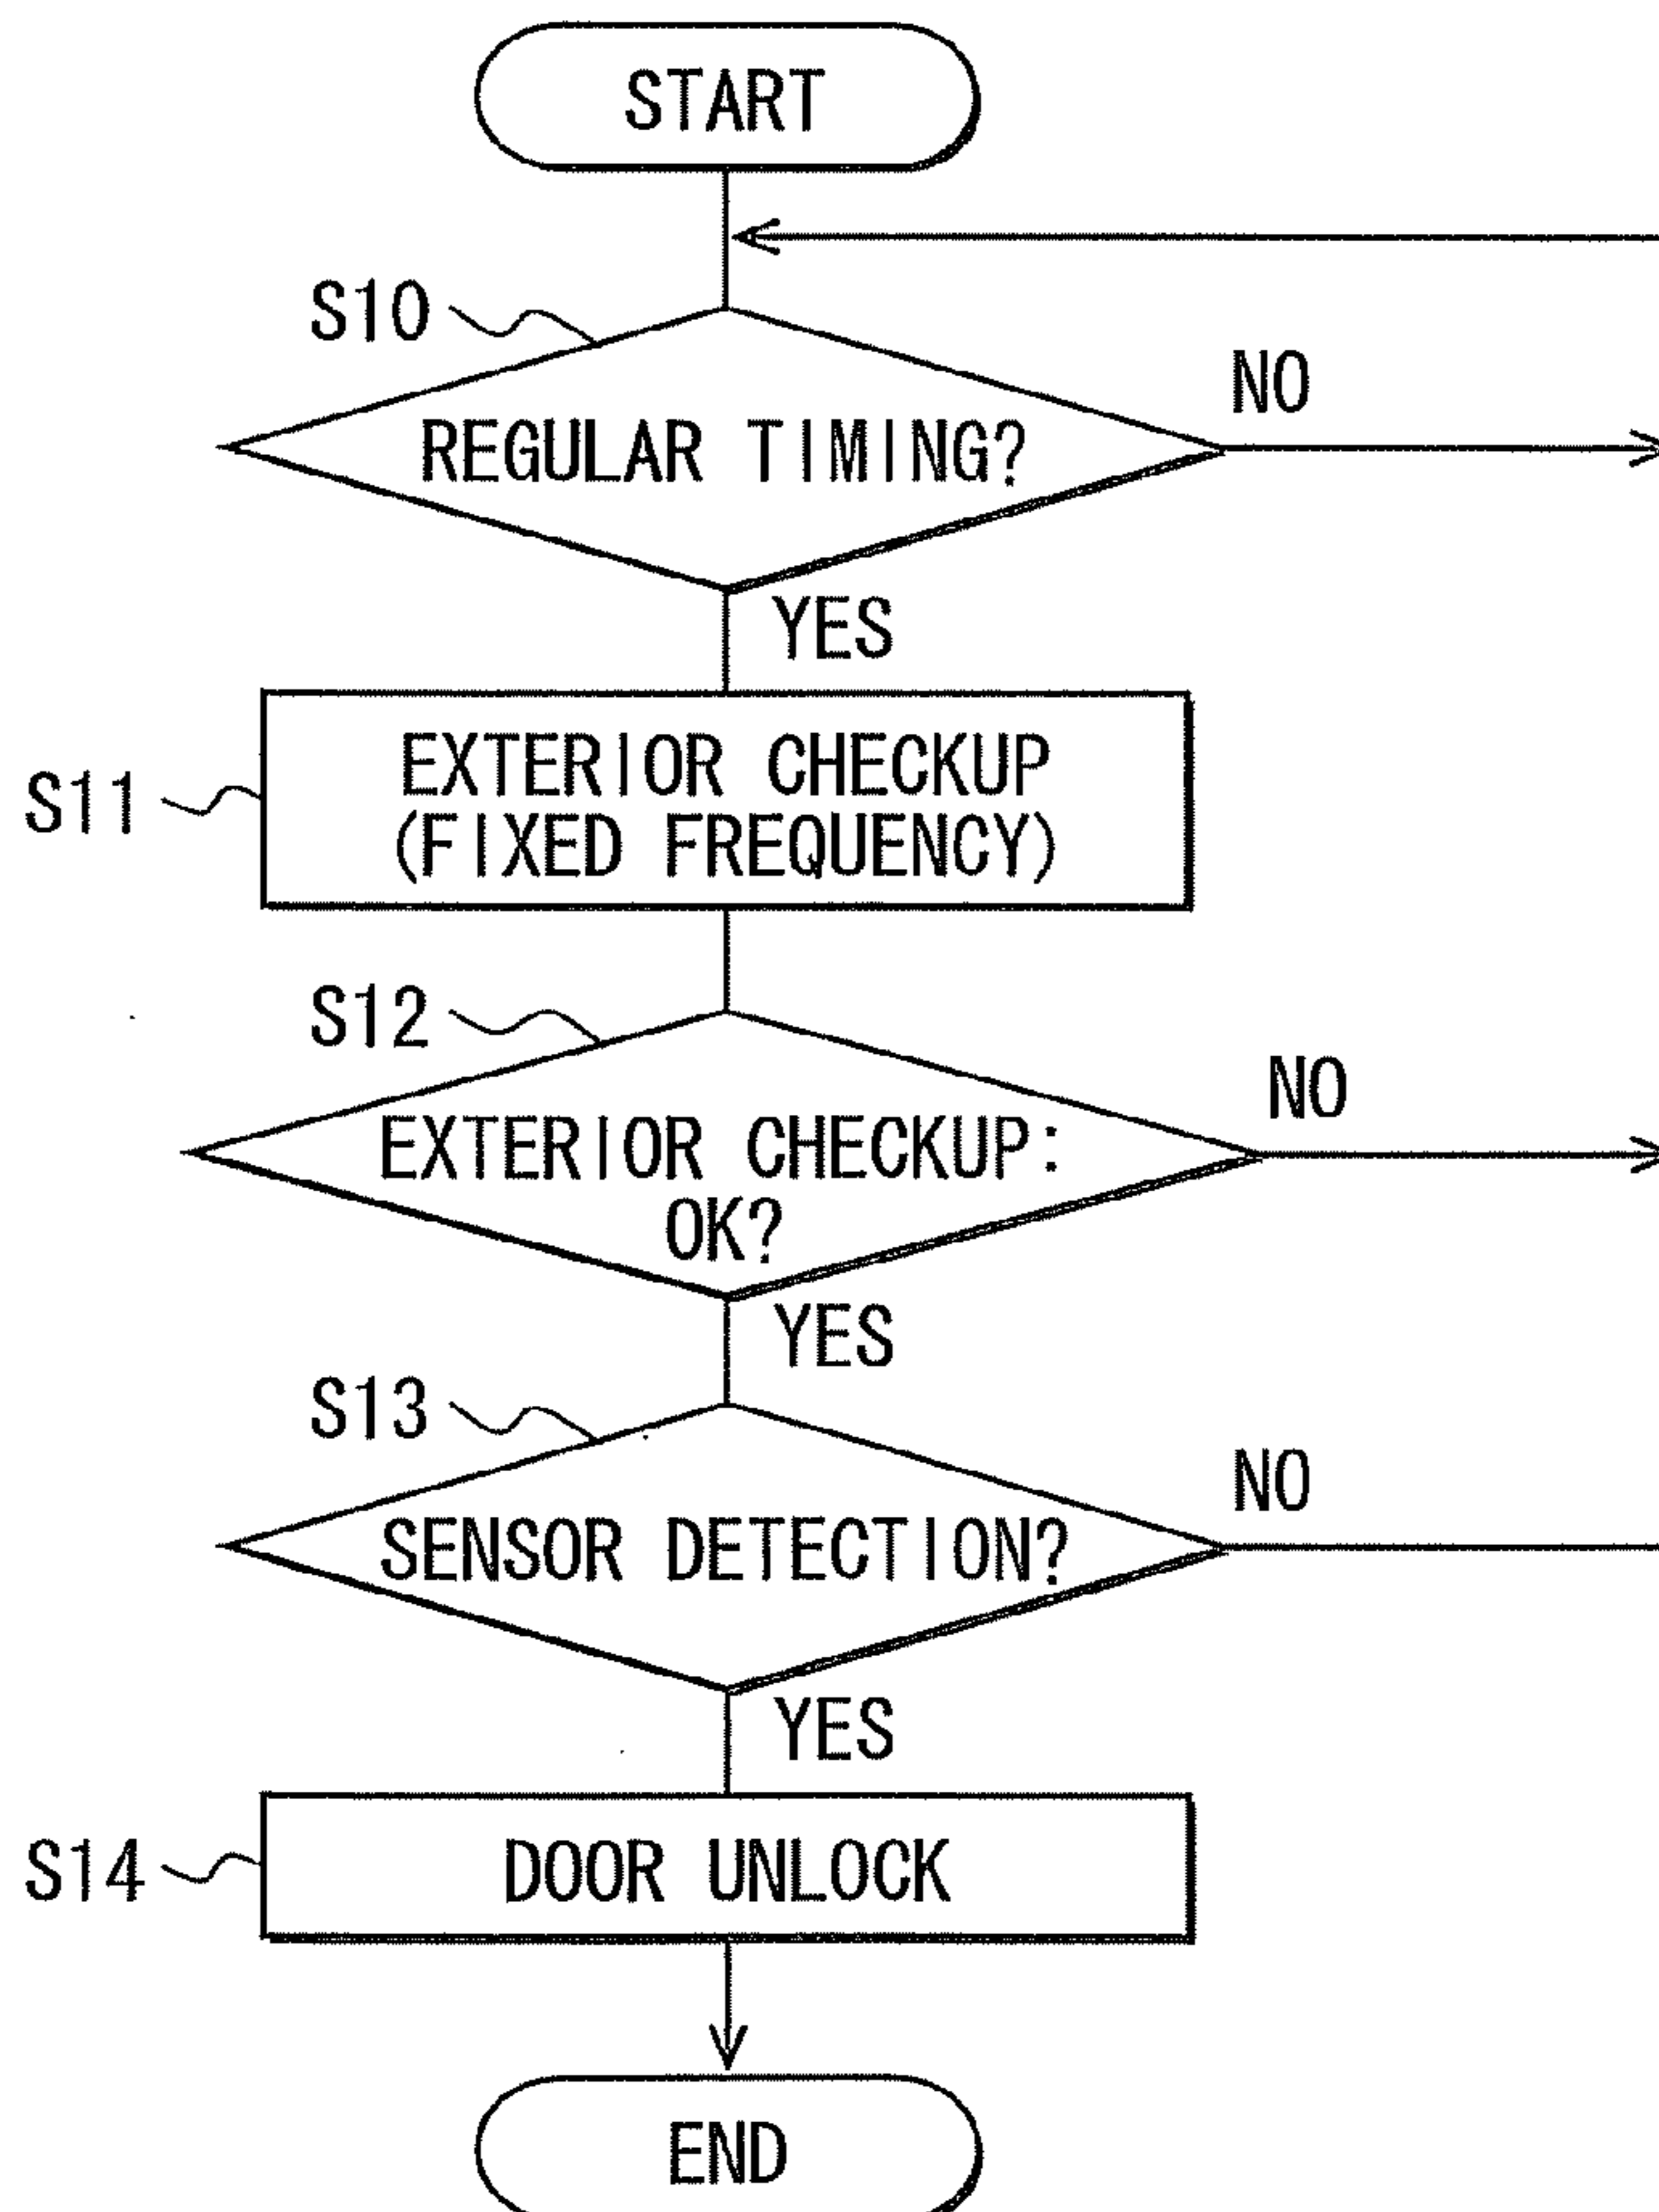 START
S10
NO
REGULAR TIMING?
YES
EXTERIOR CHECKUP
S11
(FIXED FREQUENCY)
S12
NO
EXTERIOR CHECKUP:
OK?
YES
S13
NO
SENSOR DETECTION?
YES
S14
DOOR UNLOCK
END